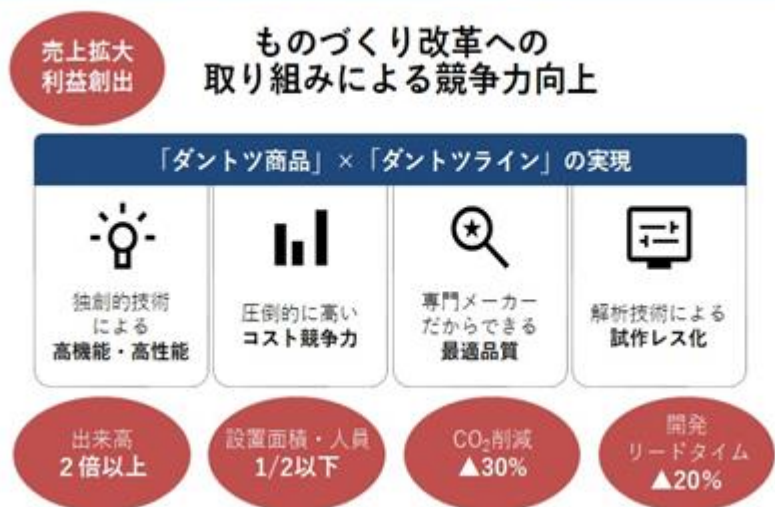 売上拡大
利益創出
ものづくり改革への
取り組みによる競争力向上
「ダントツ商品」×「ダントツライン」の実現
独創的技術
による
高機能・高性能
圧倒的に高い
コスト競争力
専門メーカー
だからできる
最適品質
解析技術による
試作レス化
出来高
2倍以上
設置面積・人員
1/2以下
CO₂削減
▲30%
開発
リードタイム
▲20%